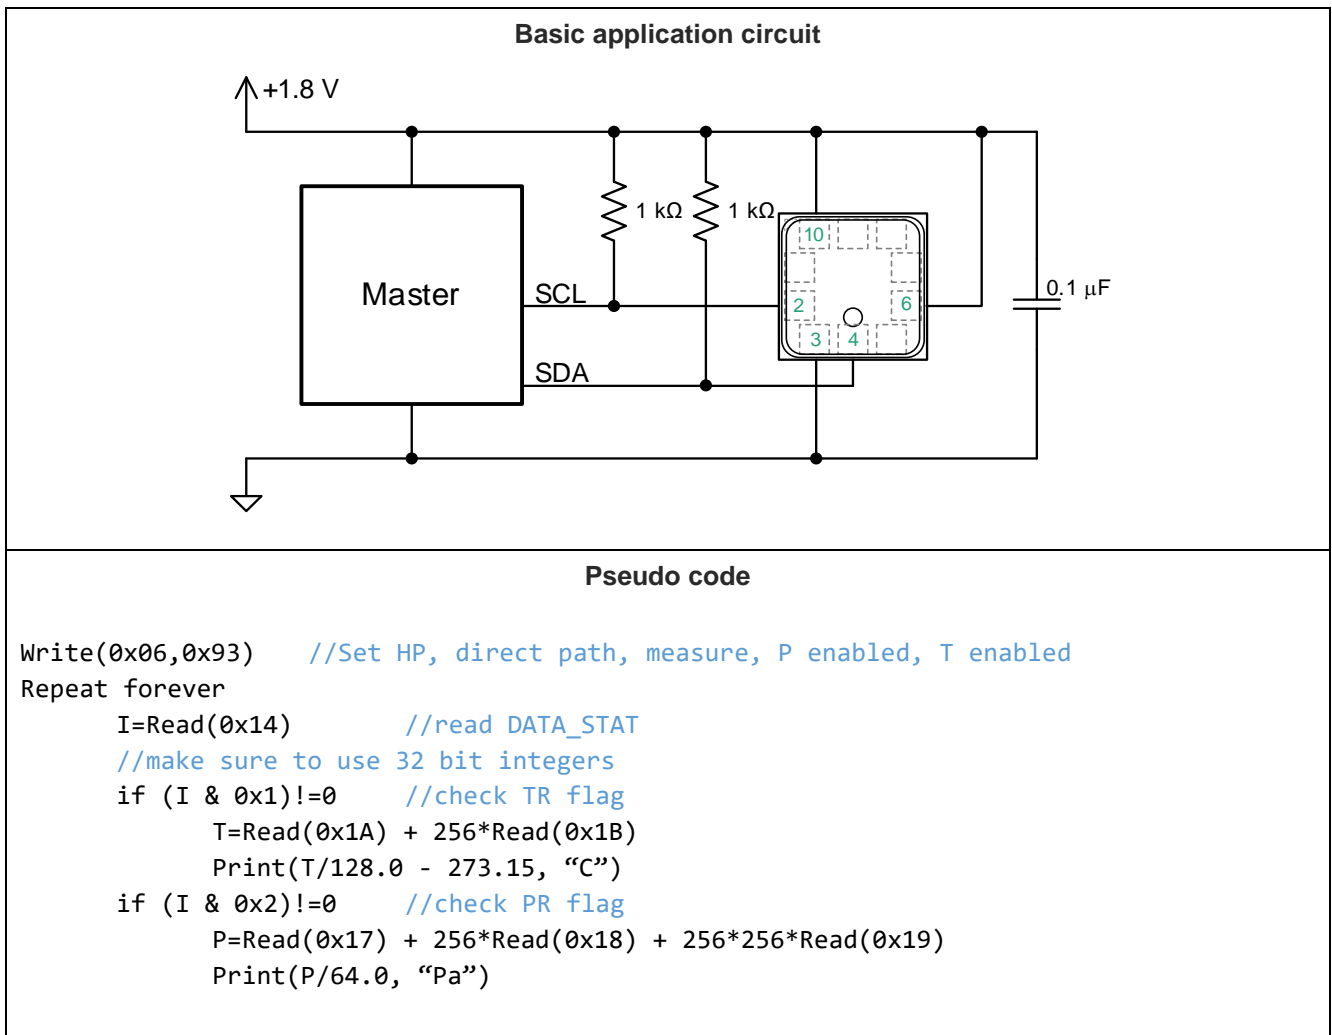 Basic application circuit
+1.8 V
1 kΩ
1 kΩ
10
Master
SCL
2
6
0.1 μF
3
4
SDA
Pseudo code
Write(0x06,0x93) //Set HP, direct path, measure, P enabled, T enabled
Repeat forever
I=Read(0x14) //read DATA_STAT
//make sure to use 32 bit integers
if (I & 0x1)!=0 //check TR flag
T=Read(0x1A) + 256*Read(0x1B)
Print(T/128.0 - 273.15, “C”)
if (I & 0x2)!=0 //check PR flag
P=Read(0x17) + 256*Read(0x18) + 256*256*Read(0x19)
Print(P/64.0, “Pa”)